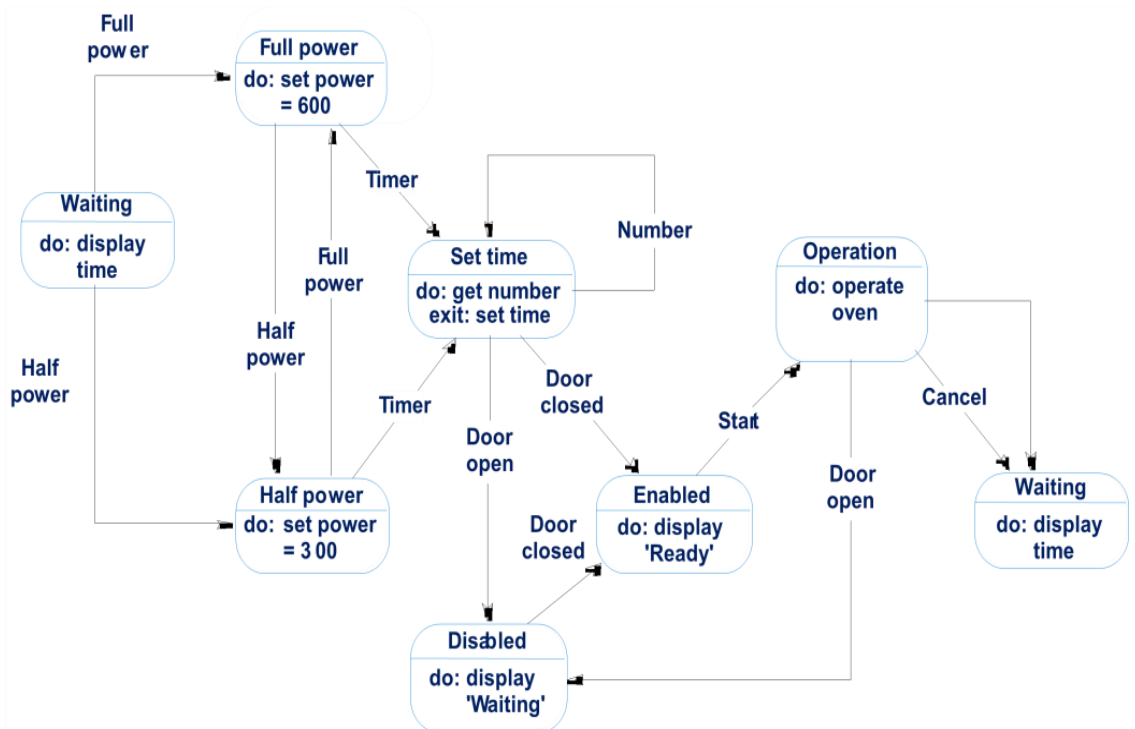 Full
power
Full power
do: set power
= 600
Timer
Waiting
do: display
time
Full
power
Number
Set time
do: get number
exit: set time
Operation
do: operate
oven
Half
power
Half
power
Timer
Door
closed
Door
open
Start
Cancel
Door
open
Half power
do: set power
= 300
Enabled
do: display
'Ready'
Door
closed
Waiting
do: display
time
Disabled
do: display
'Waiting'